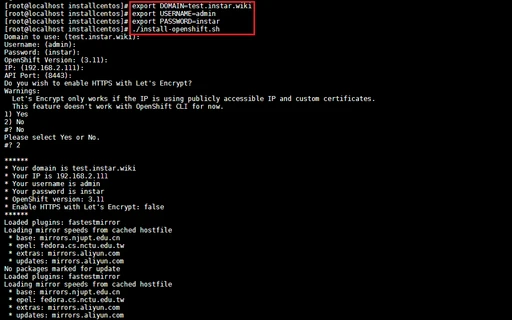 [root@localhost installcentos]# export DOMAIN=test.instar.wiki
[root@localhost installcentos]# export USERNAME=admin
[root@localhost installcentos]# export PASSWORD=instar
[root@localhost installcentos]# ./install-openshift.sh
Domain to use: (test.instar.wiki):
Username: (admin):
Password: (instar):
OpenShift Version: (3.11):
IP: (192.168.2.111):
API Port: (8443):
Do you wish to enable HTTPS with Let's Encrypt?
Warnings:
  Let's Encrypt only works if the IP is using publicly accessible IP and custom certificates.
  This feature doesn't work with OpenShift CLI for now.
1) Yes
2) No
#? No
Please select Yes or No.
#? 2

******
* Your domain is test.instar.wiki
* Your IP is 192.168.2.111
* Your username is admin
* Your password is instar
* OpenShift version: 3.11
* Enable HTTPS with Let's Encrypt: false
******
Loaded plugins: fastestmirror
Loading mirror speeds from cached hostfile
 * base: mirrors.njupt.edu.cn
 * epel: fedora.cs.nctu.edu.tw
 * extras: mirrors.aliyun.com
 * updates: mirrors.aliyun.com
No packages marked for update
Loaded plugins: fastestmirror
Loading mirror speeds from cached hostfile
 * base: mirrors.njupt.edu.cn
 * epel: fedora.cs.nctu.edu.tw
 * extras: mirrors.aliyun.com
 * updates: mirrors.aliyun.com